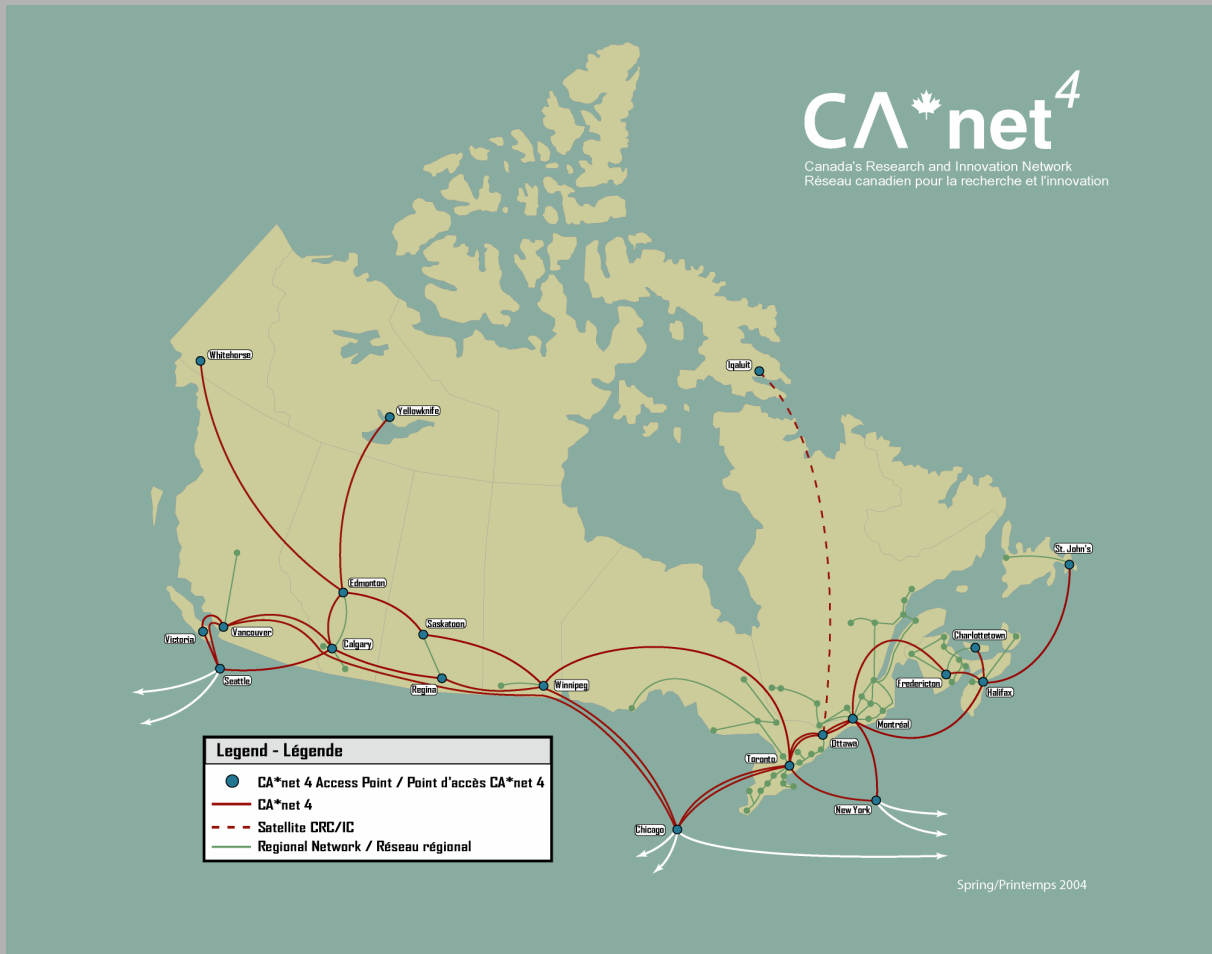 CA*net 4
Canada's Research and Innovation Network
Réseau canadien pour la recherche et l'innovation
Whitehorse
Iqaluit
Yellowknife
St. John's
Edmonton
Saskatoon
Vancouver
Victoria
Calgary
Charlottetown
Seattle
Regina
Winnipeg
Fredericton
Halifax
Montréal
Ottawa
Toronto
New York
Chicago
Legend - Légende
CA*net 4 Access Point / Point d'accès CA*net 4
CA*net 4
Satellite CRC/IC
Regional Network / Réseau régional
Spring/Printemps 2004